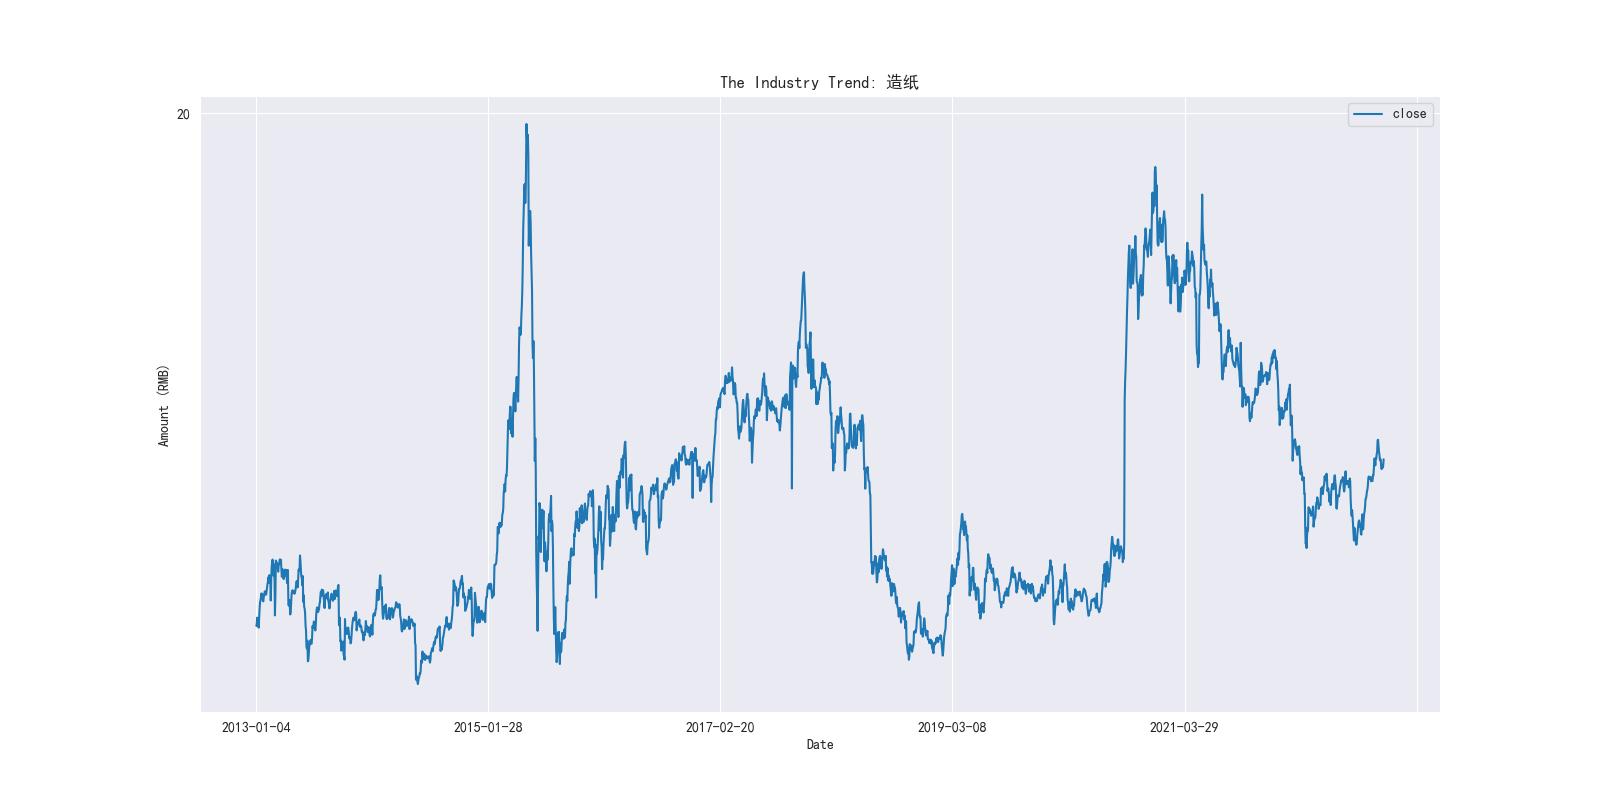 The Industry Trend: 造纸
20
close
Amount (RMB)
2013-01-04
2015-01-28
2017-02-20
2019-03-08
2021-03-29
Date